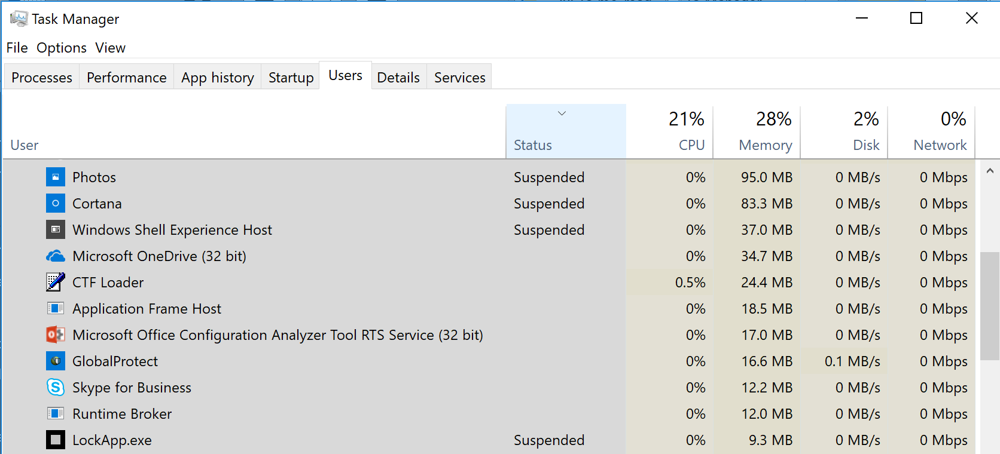 Task Manager
File Options View
Processes Performance App history Startup Users Details Services
21% 28% 2% 0%
User Status CPU Memory Disk Network
Photos Suspended 0% 95.0 MB 0 MB/s 0 Mbps
Cortana Suspended 0% 83.3 MB 0 MB/s 0 Mbps
Windows Shell Experience Host Suspended 0% 37.0 MB 0 MB/s 0 Mbps
Microsoft OneDrive (32 bit) 0% 34.7 MB 0 MB/s 0 Mbps
CTF Loader 0.5% 24.4 MB 0 MB/s 0 Mbps
Application Frame Host 0% 18.5 MB 0 MB/s 0 Mbps
Microsoft Office Configuration Analyzer Tool RTS Service (32 bit) 0% 17.0 MB 0 MB/s 0 Mbps
GlobalProtect 0% 16.6 MB 0.1 MB/s 0 Mbps
Skype for Business 0% 12.2 MB 0 MB/s 0 Mbps
Runtime Broker 0% 12.0 MB 0 MB/s 0 Mbps
LockApp.exe Suspended 0% 9.3 MB 0 MB/s 0 Mbps